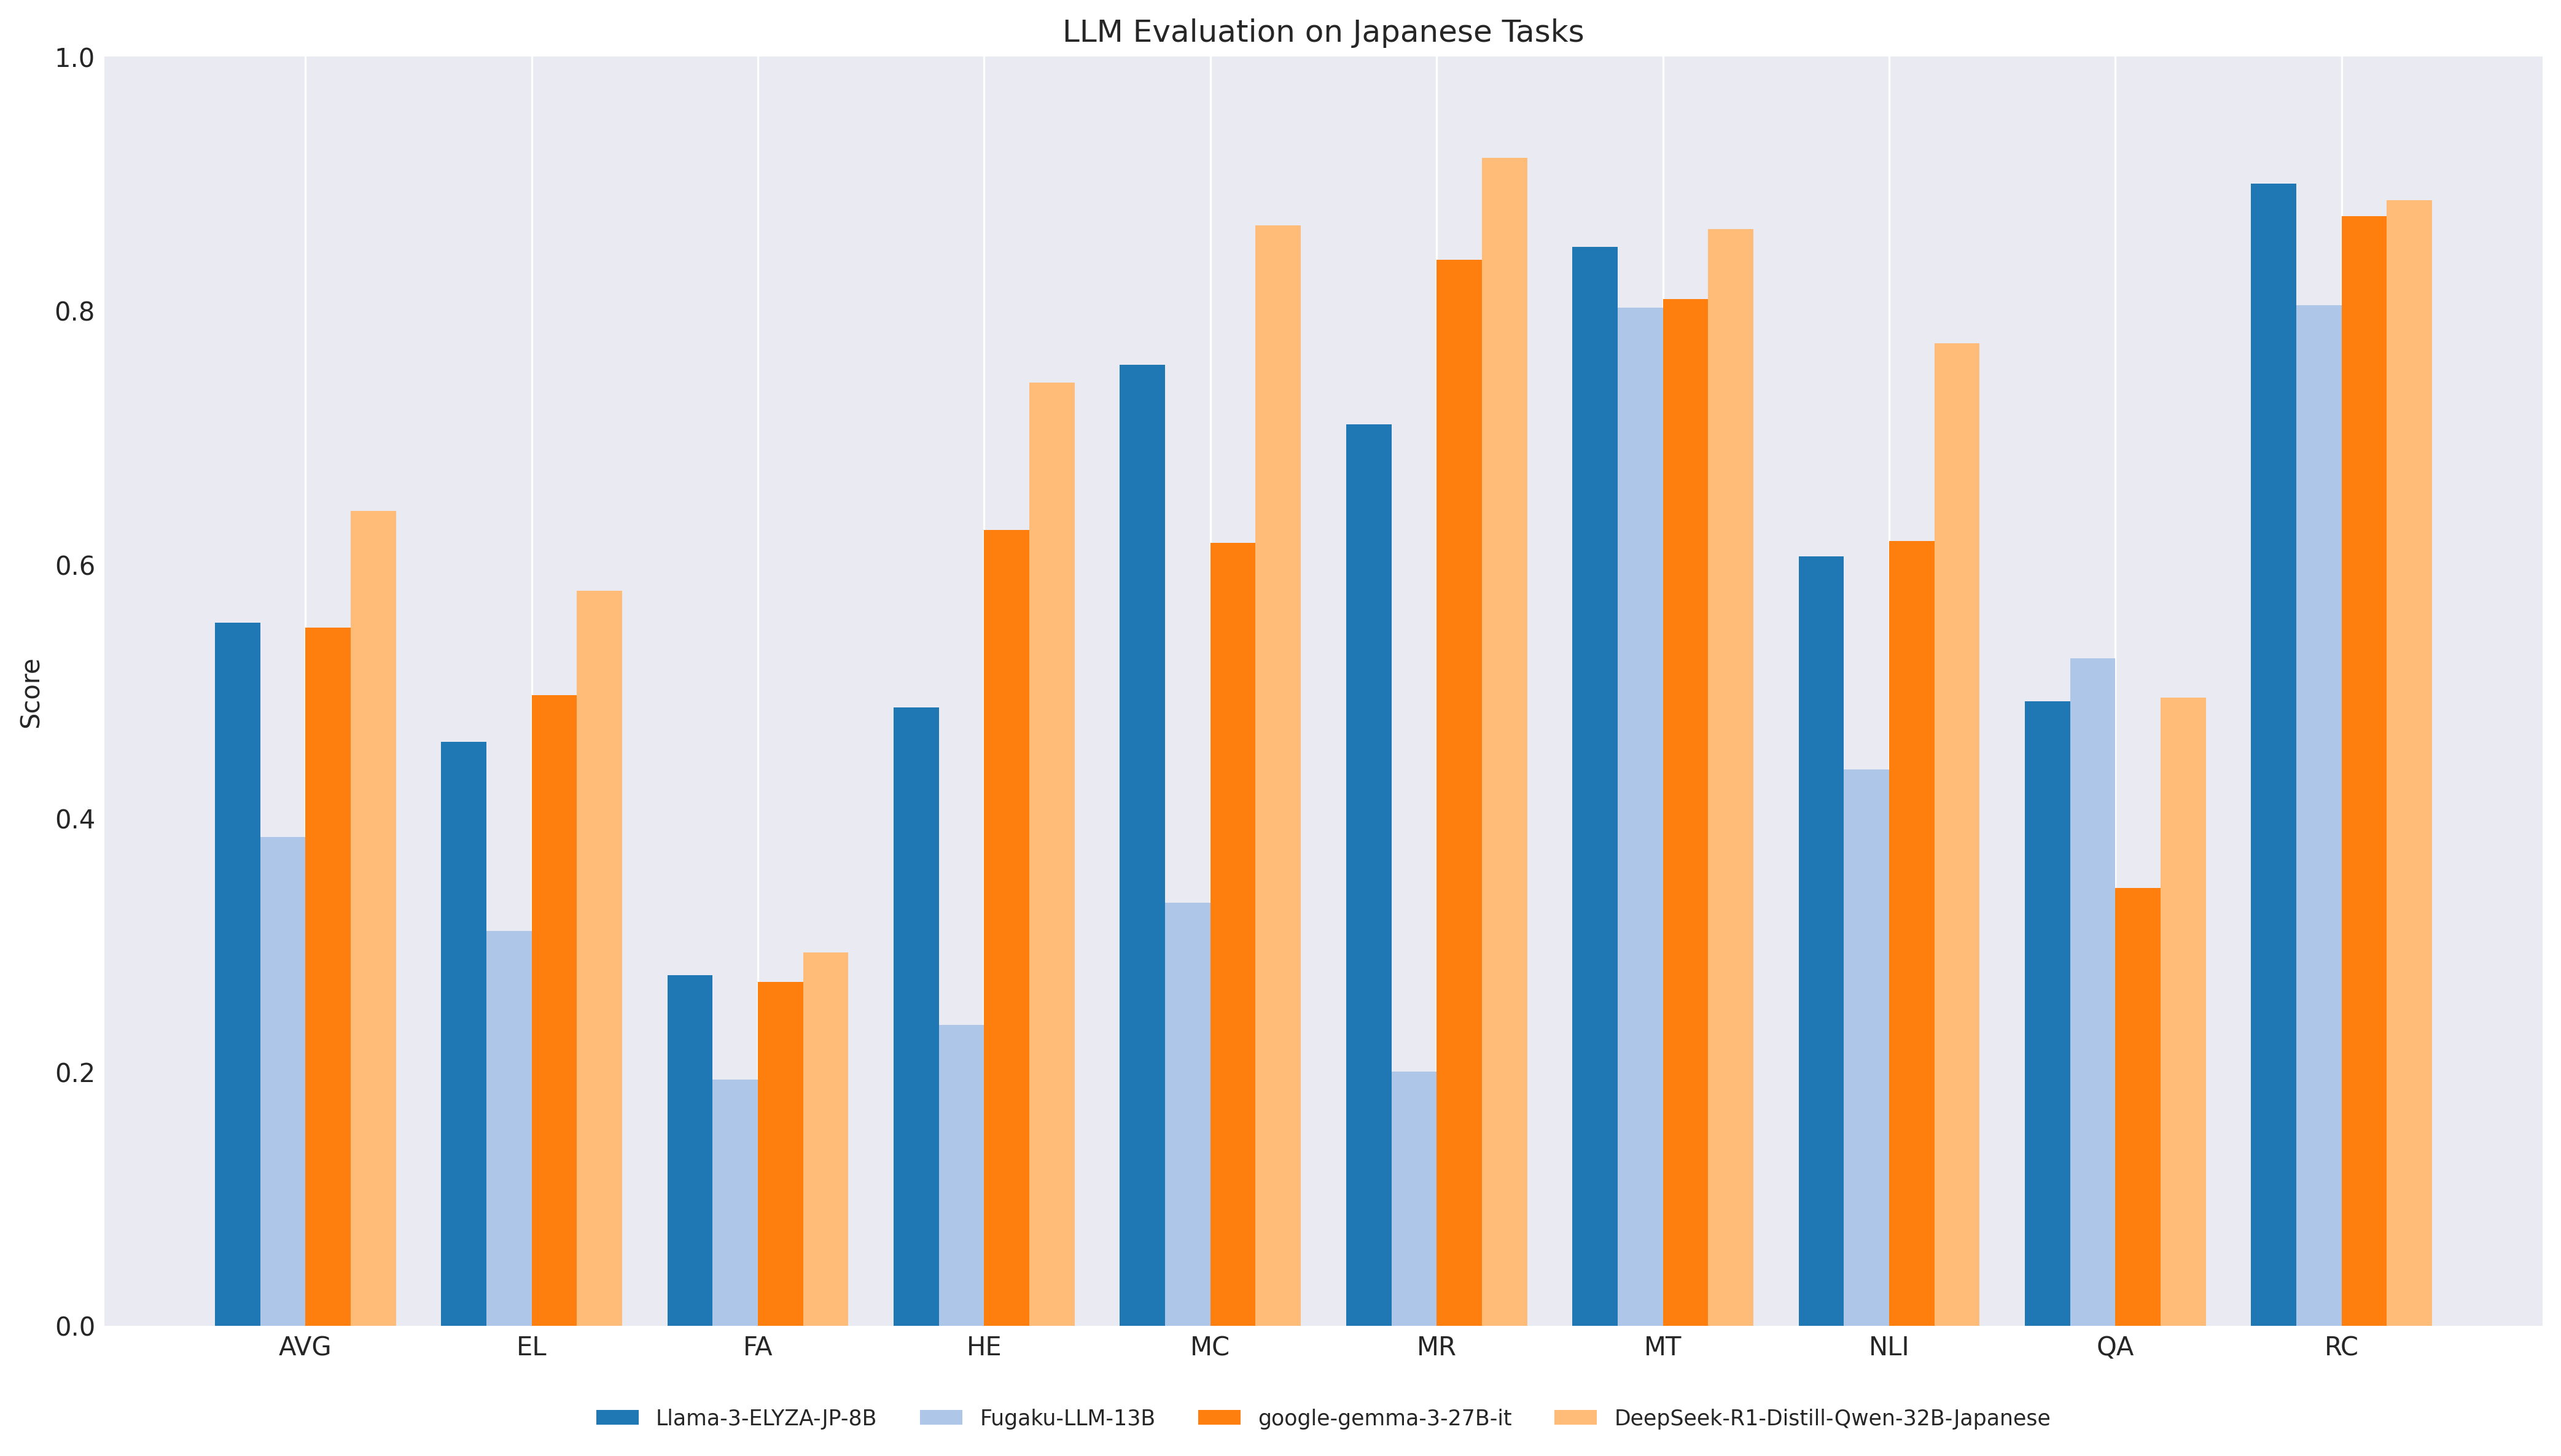 LLM Evaluation on Japanese Tasks
1.0
0.8
0.6
0.4
0.2
0.0
Score
AVG EL FA HE MC MR MT NLI QA RC
Llama-3-ELYZA-JP-8B Fugaku-LLM-13B google-gemma-3-27B-it DeepSeek-R1-Distill-Qwen-32B-Japanese